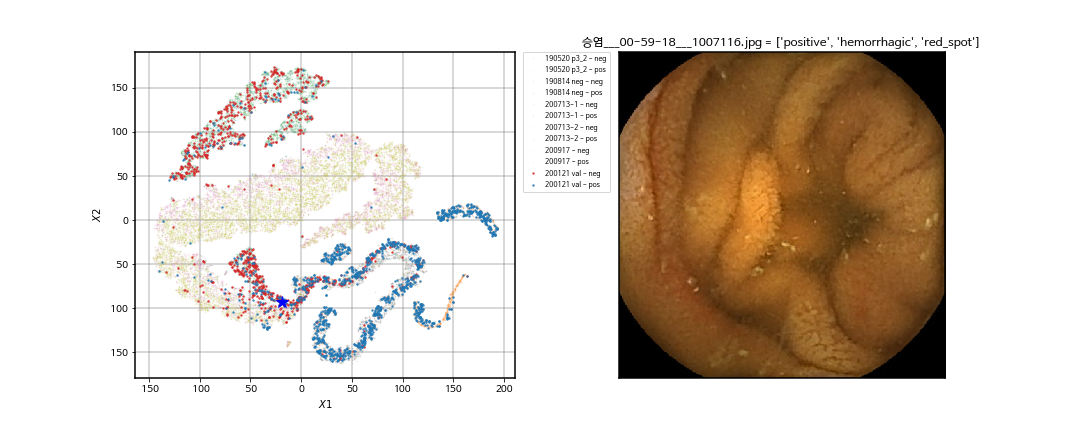 승염___00-59-18___1007116.jpg = ['positive', 'hemorrhagic', 'red_spot']
190520 p3_2 - neg
190520 p3_2 - pos
190814 neg - neg
190814 neg - pos
200713-1 - neg
200713-1 - pos
200713-2 - neg
200713-2 - pos
200917 - neg
200917 - pos
200121 val - neg
200121 val - pos
150
100
50
0
50
100
150
X2
150 100 50 0 50 100 150 200
X1